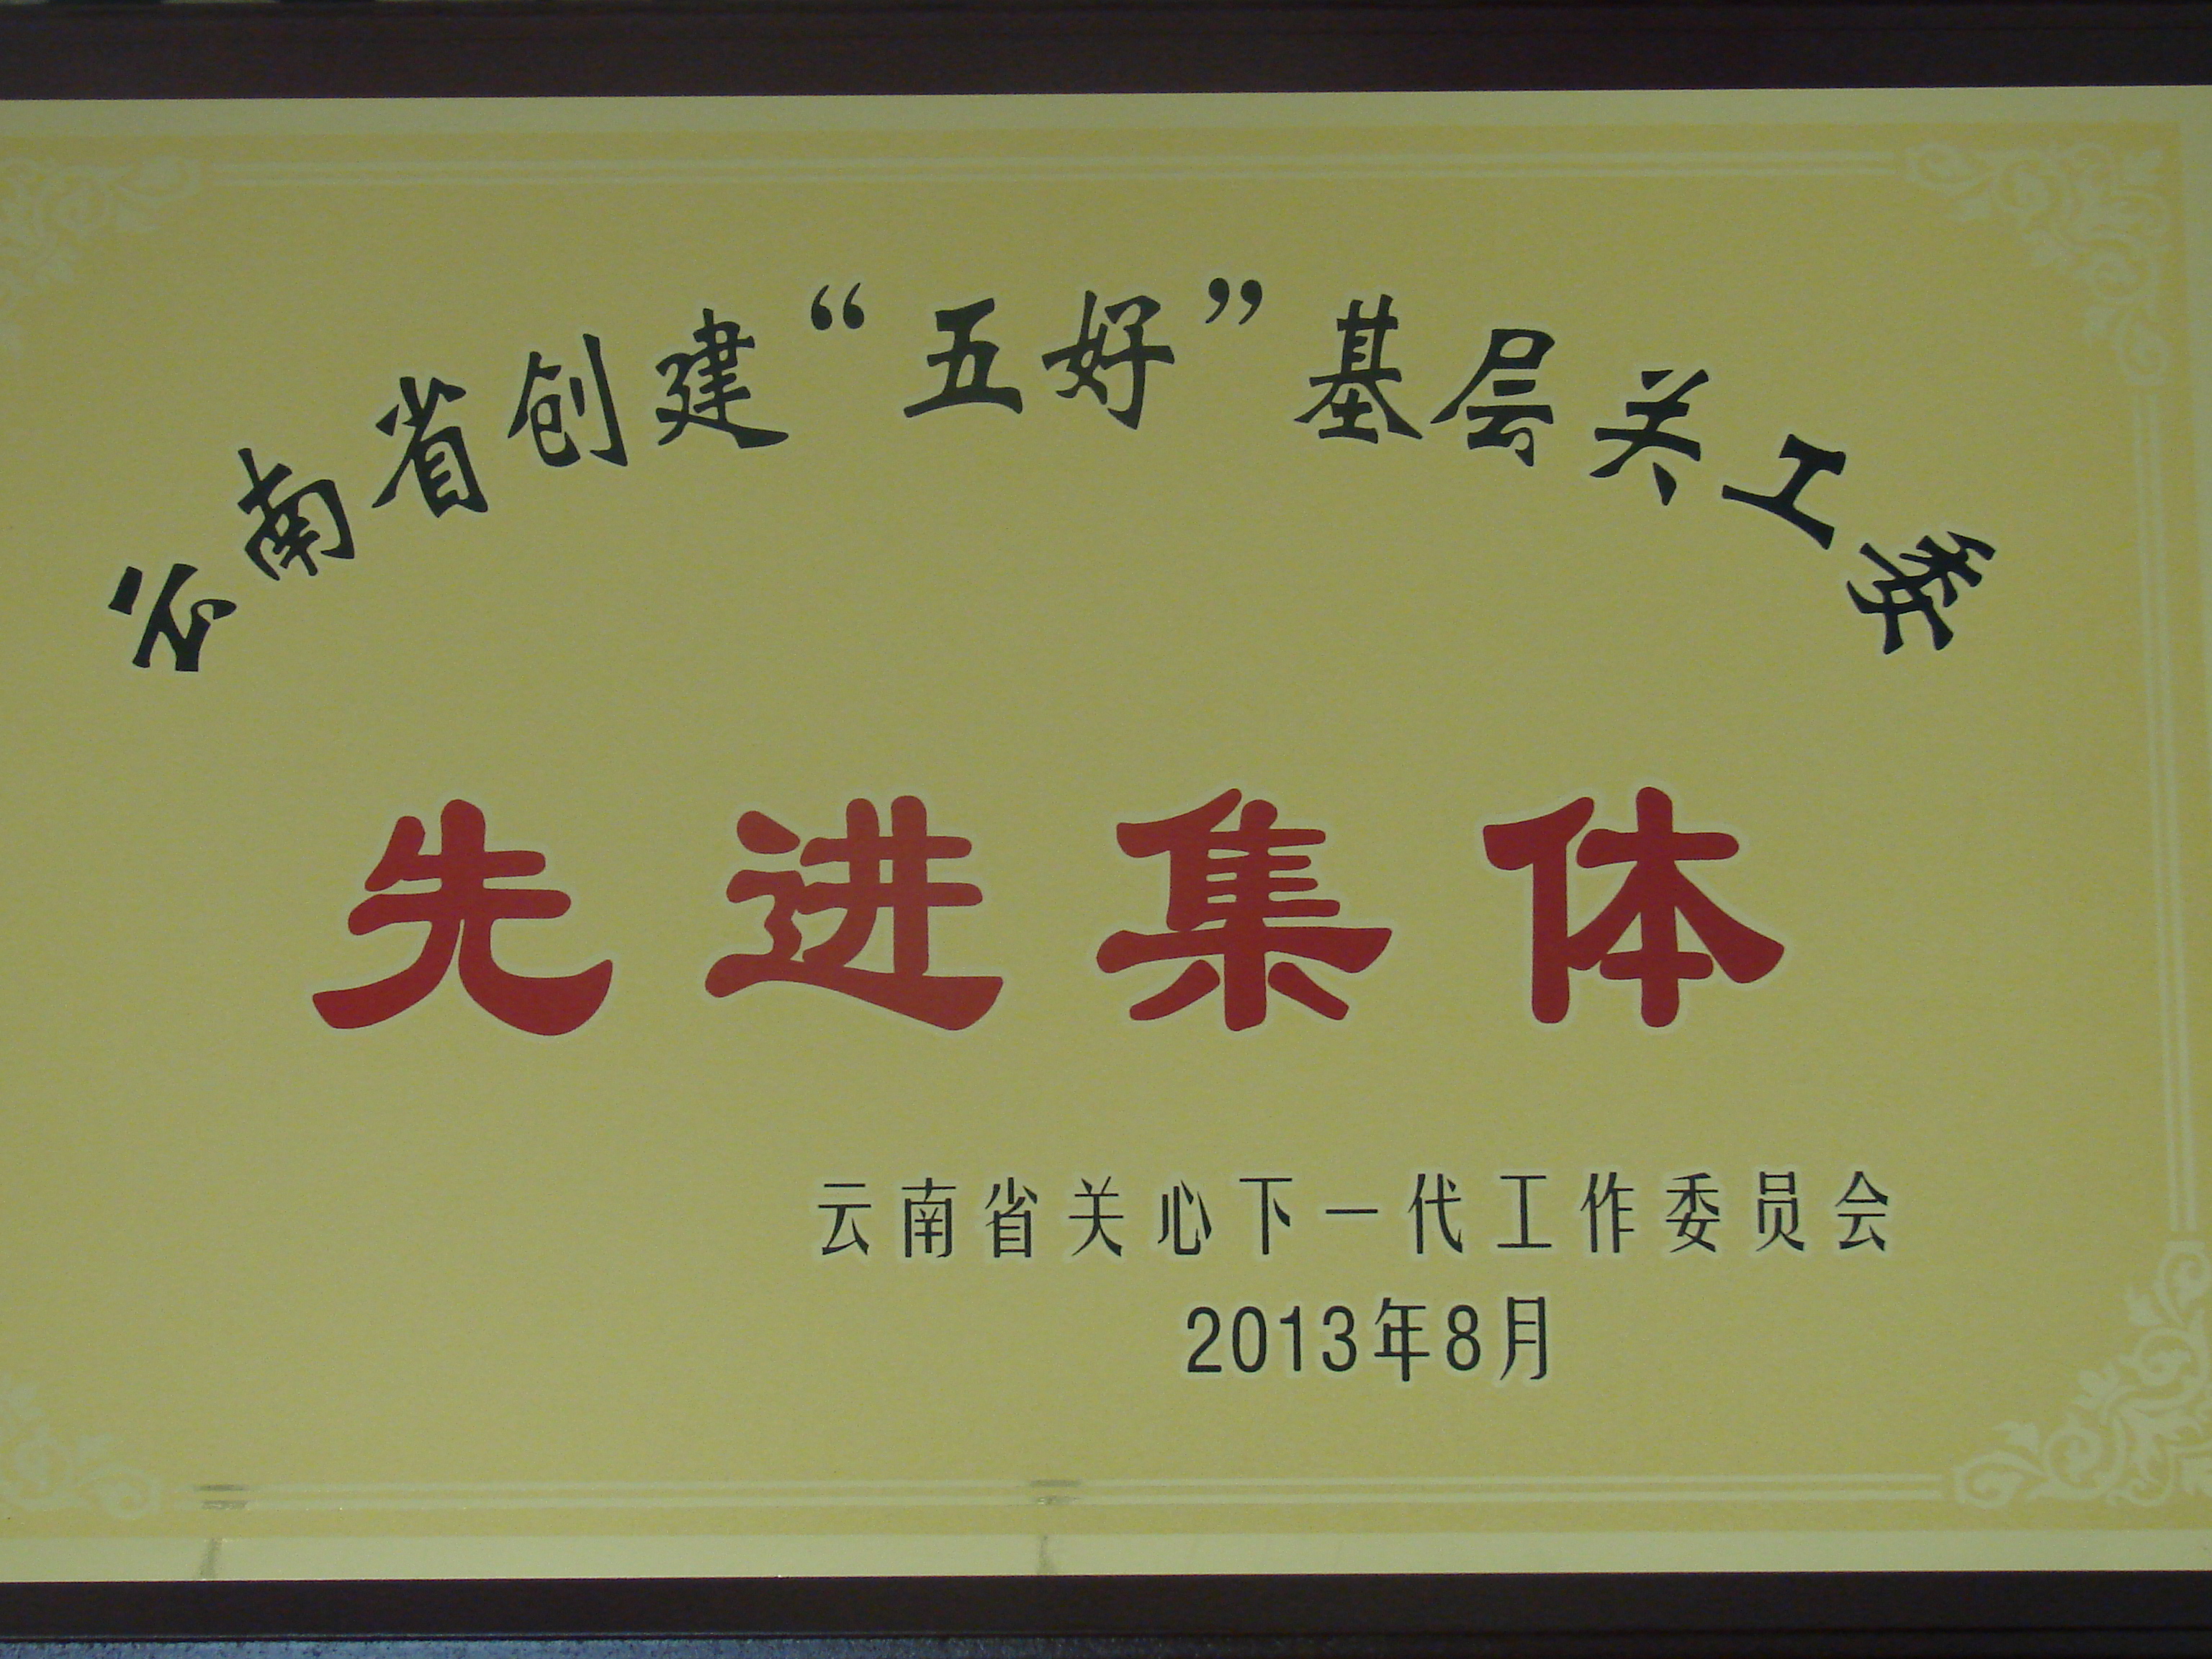 云南省创建“五好”基层关工委
先进集体
云南省关心下一代工作委员会
2013年8月